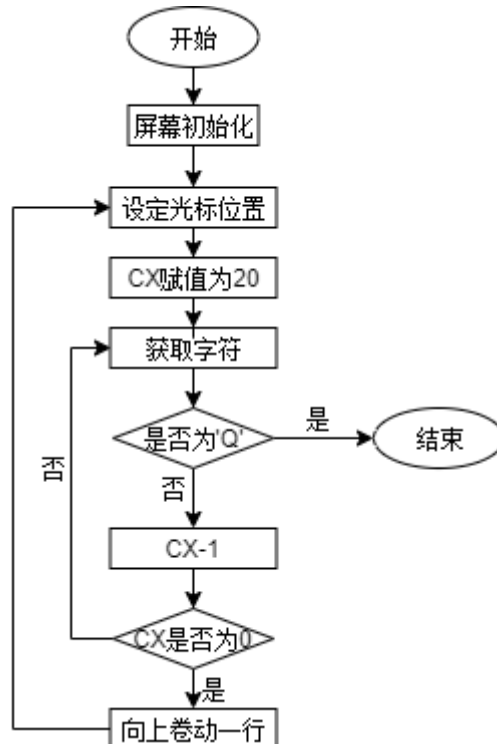 开始
屏幕初始化
设定光标位置
CX赋值为20
获取字符
是否为'Q'
是
结束
否
否
CX-1
CX是否为0
是
向上卷动一行